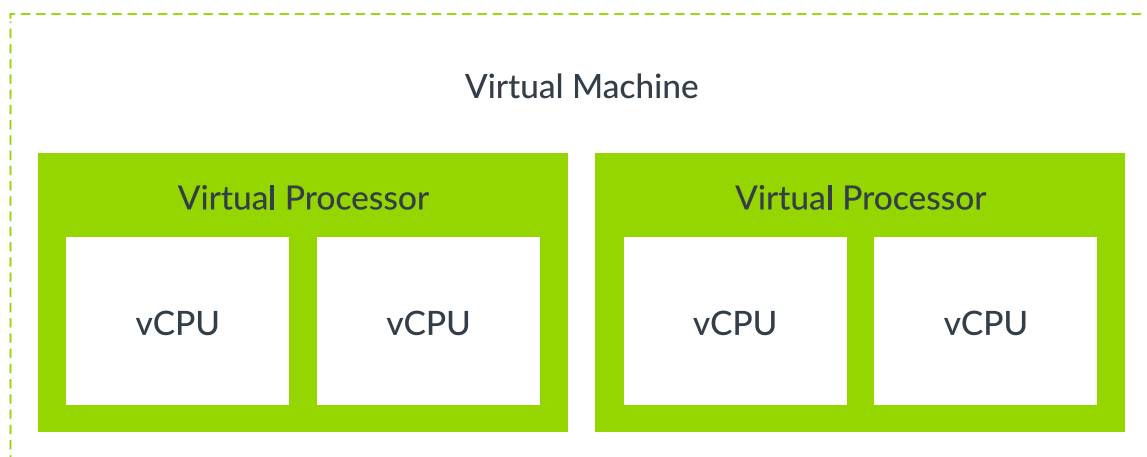 Virtual Machine
Virtual Processor
vCPU
vCPU
Virtual Processor
vCPU
vCPU